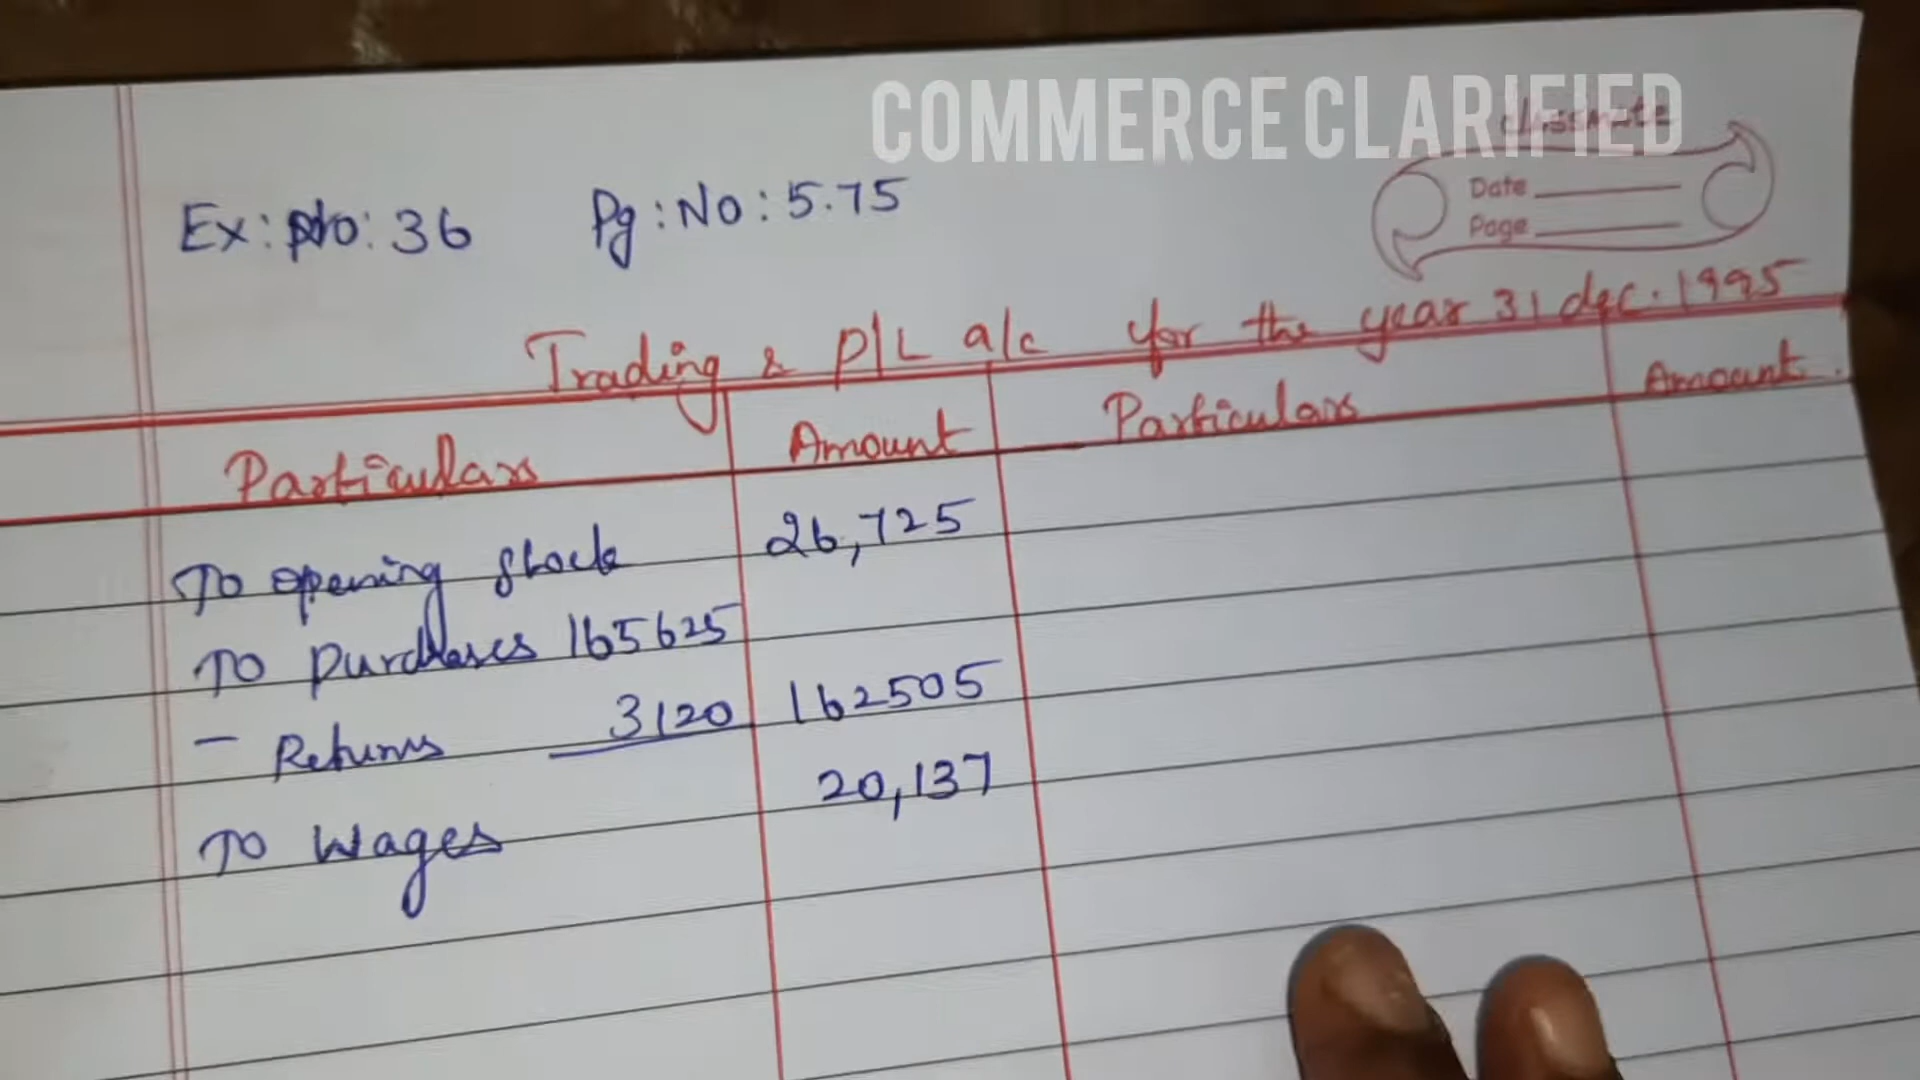 COMMERCE CLARIFIED
classmate
Date
Page
Ex: No: 36 Pg: No: 5.75
Trading & P/L a/c for the year 31 dec. 1995
Particulars Amount Particulars Amount.
To opening stock 26,725
To purchases 165625
- Returns 3120 162505
To Wages 20,137